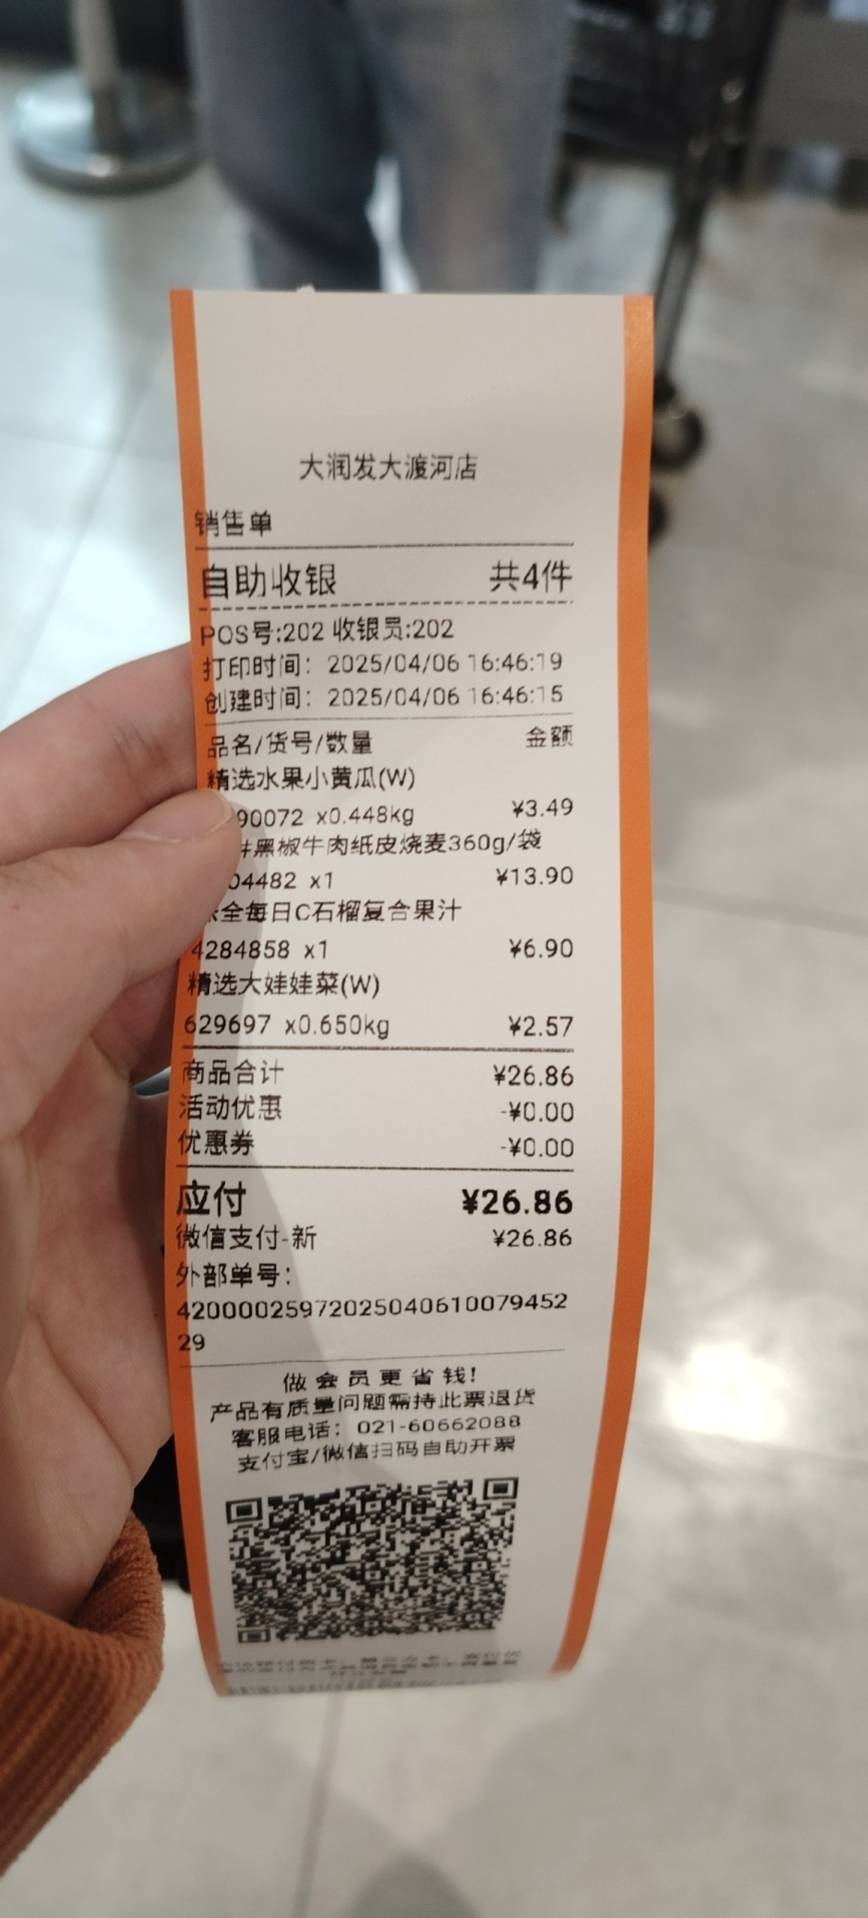 大润发大渡河店
销售单
自助收银 共4件
POS号:202 收银员:202
打印时间: 2025/04/06 16:46:19
创建时间: 2025/04/06 16:46:15
品名/货号/数量 金额
精选水果小黄瓜(W)
90072 x0.448kg ¥3.49
#黑椒牛肉纸皮烧麦360g/袋
04482 x1 ¥13.90
全每日C石榴复合果汁
4284858 x1 ¥6.90
精选大娃娃菜(W)
629697 x0.650kg ¥2.57
商品合计 ¥26.86
活动优惠 -¥0.00
优惠券 -¥0.00
应付 ¥26.86
微信支付-新 ¥26.86
外部单号:
42000025972025040610079452
29
做会员更省钱!
产品有质量问题需持此票退货
客服电话: 021-60662088
支付宝/微信扫码自助开票